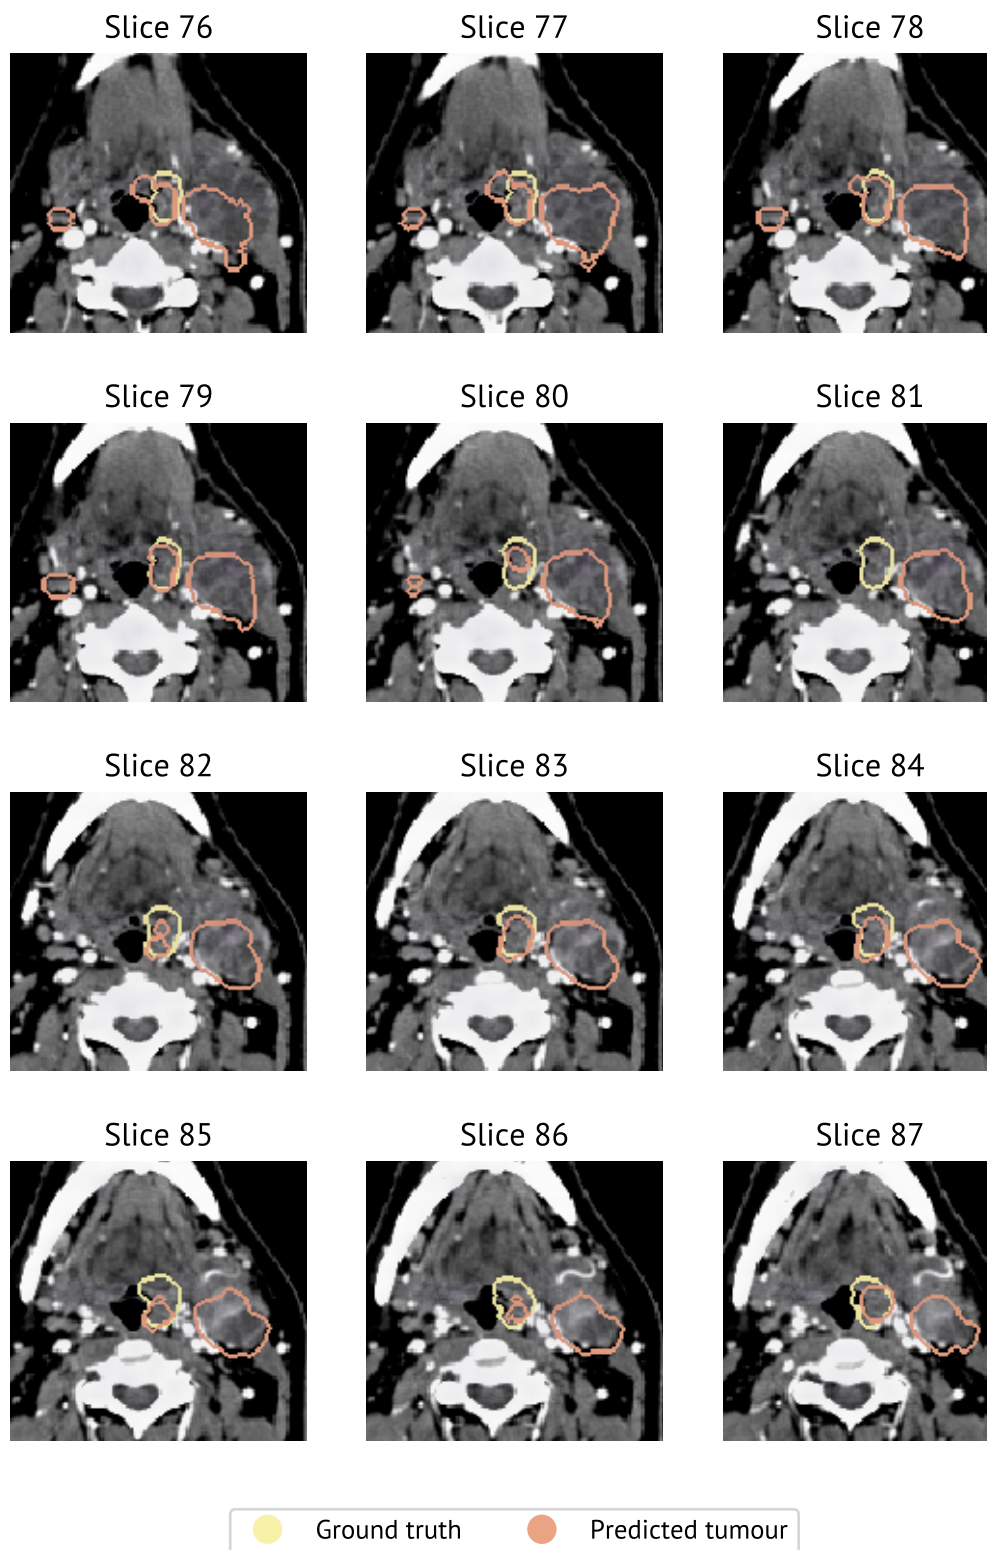 Slice 76 Slice 77 Slice 78
Slice 79 Slice 80 Slice 81
Slice 82 Slice 83 Slice 84
Slice 85 Slice 86 Slice 87
Ground truth Predicted tumour